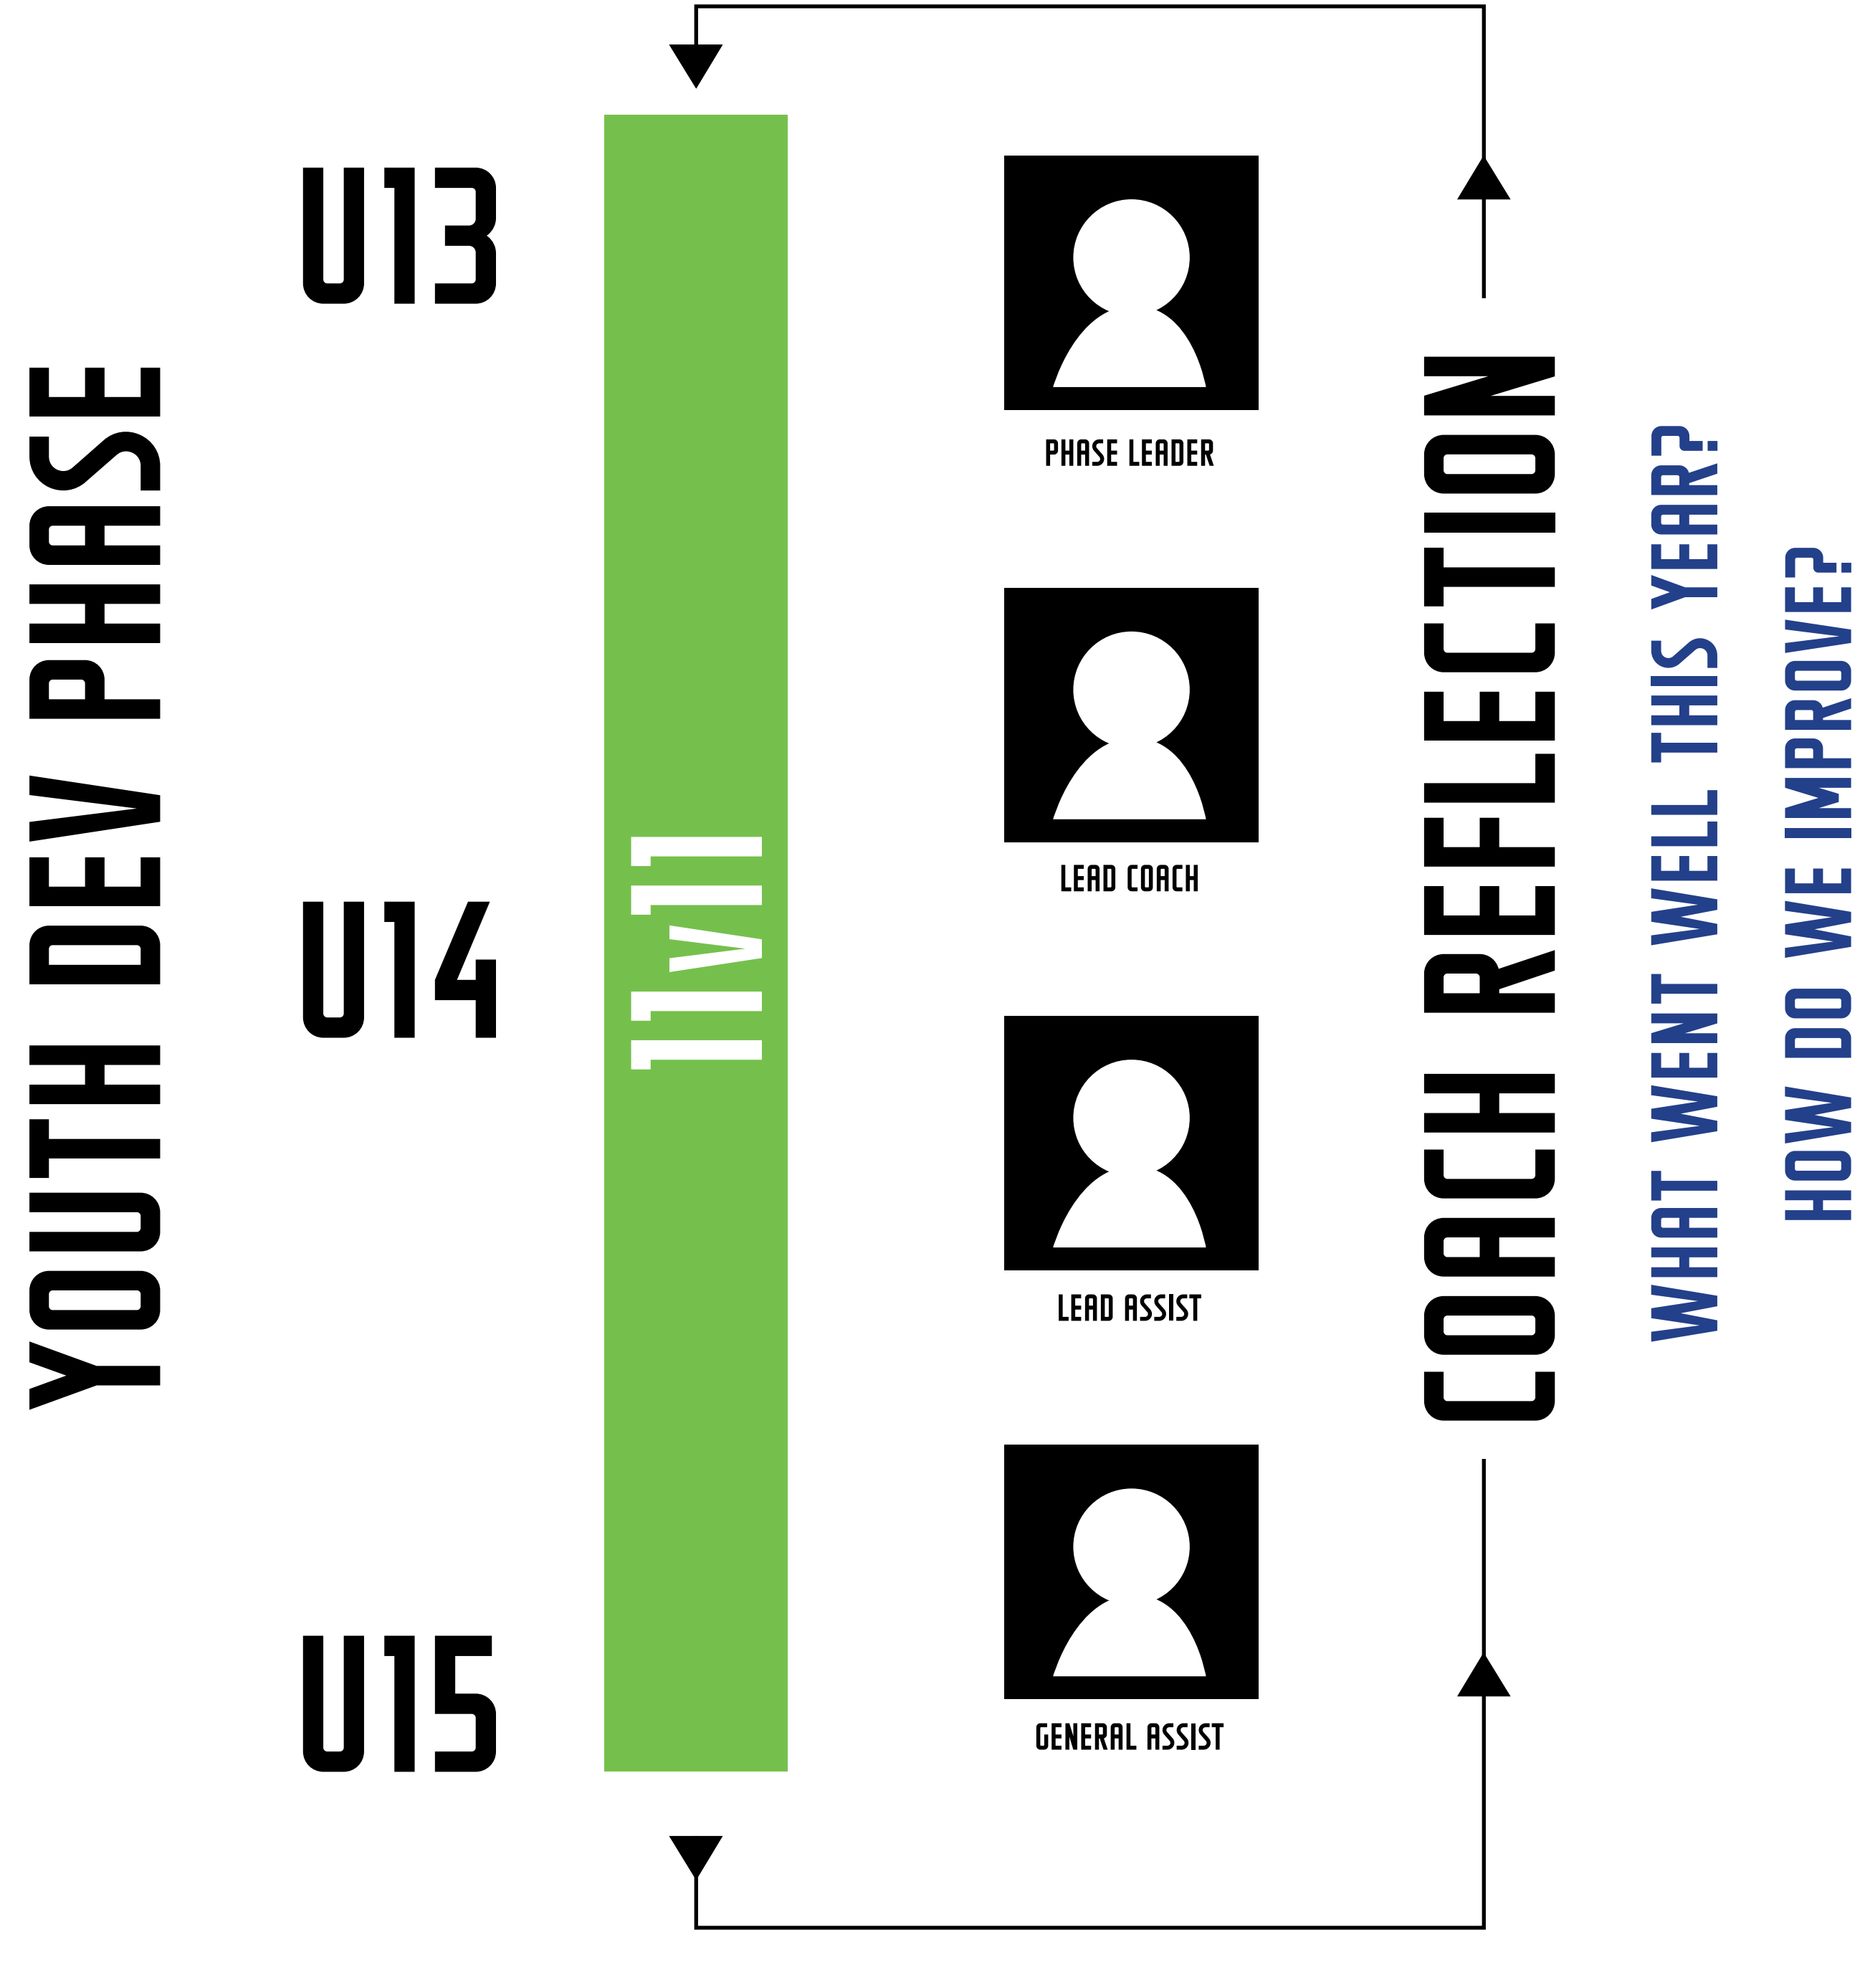 YOUTH DEV PHASE
U13
U14
U15
11v11
PHASE LEADER
LEAD COACH
LEAD ASSIST
GENERAL ASSIST
COACH REFLECTION
WHAT WENT WELL THIS YEAR?
HOW DO WE IMPROVE?